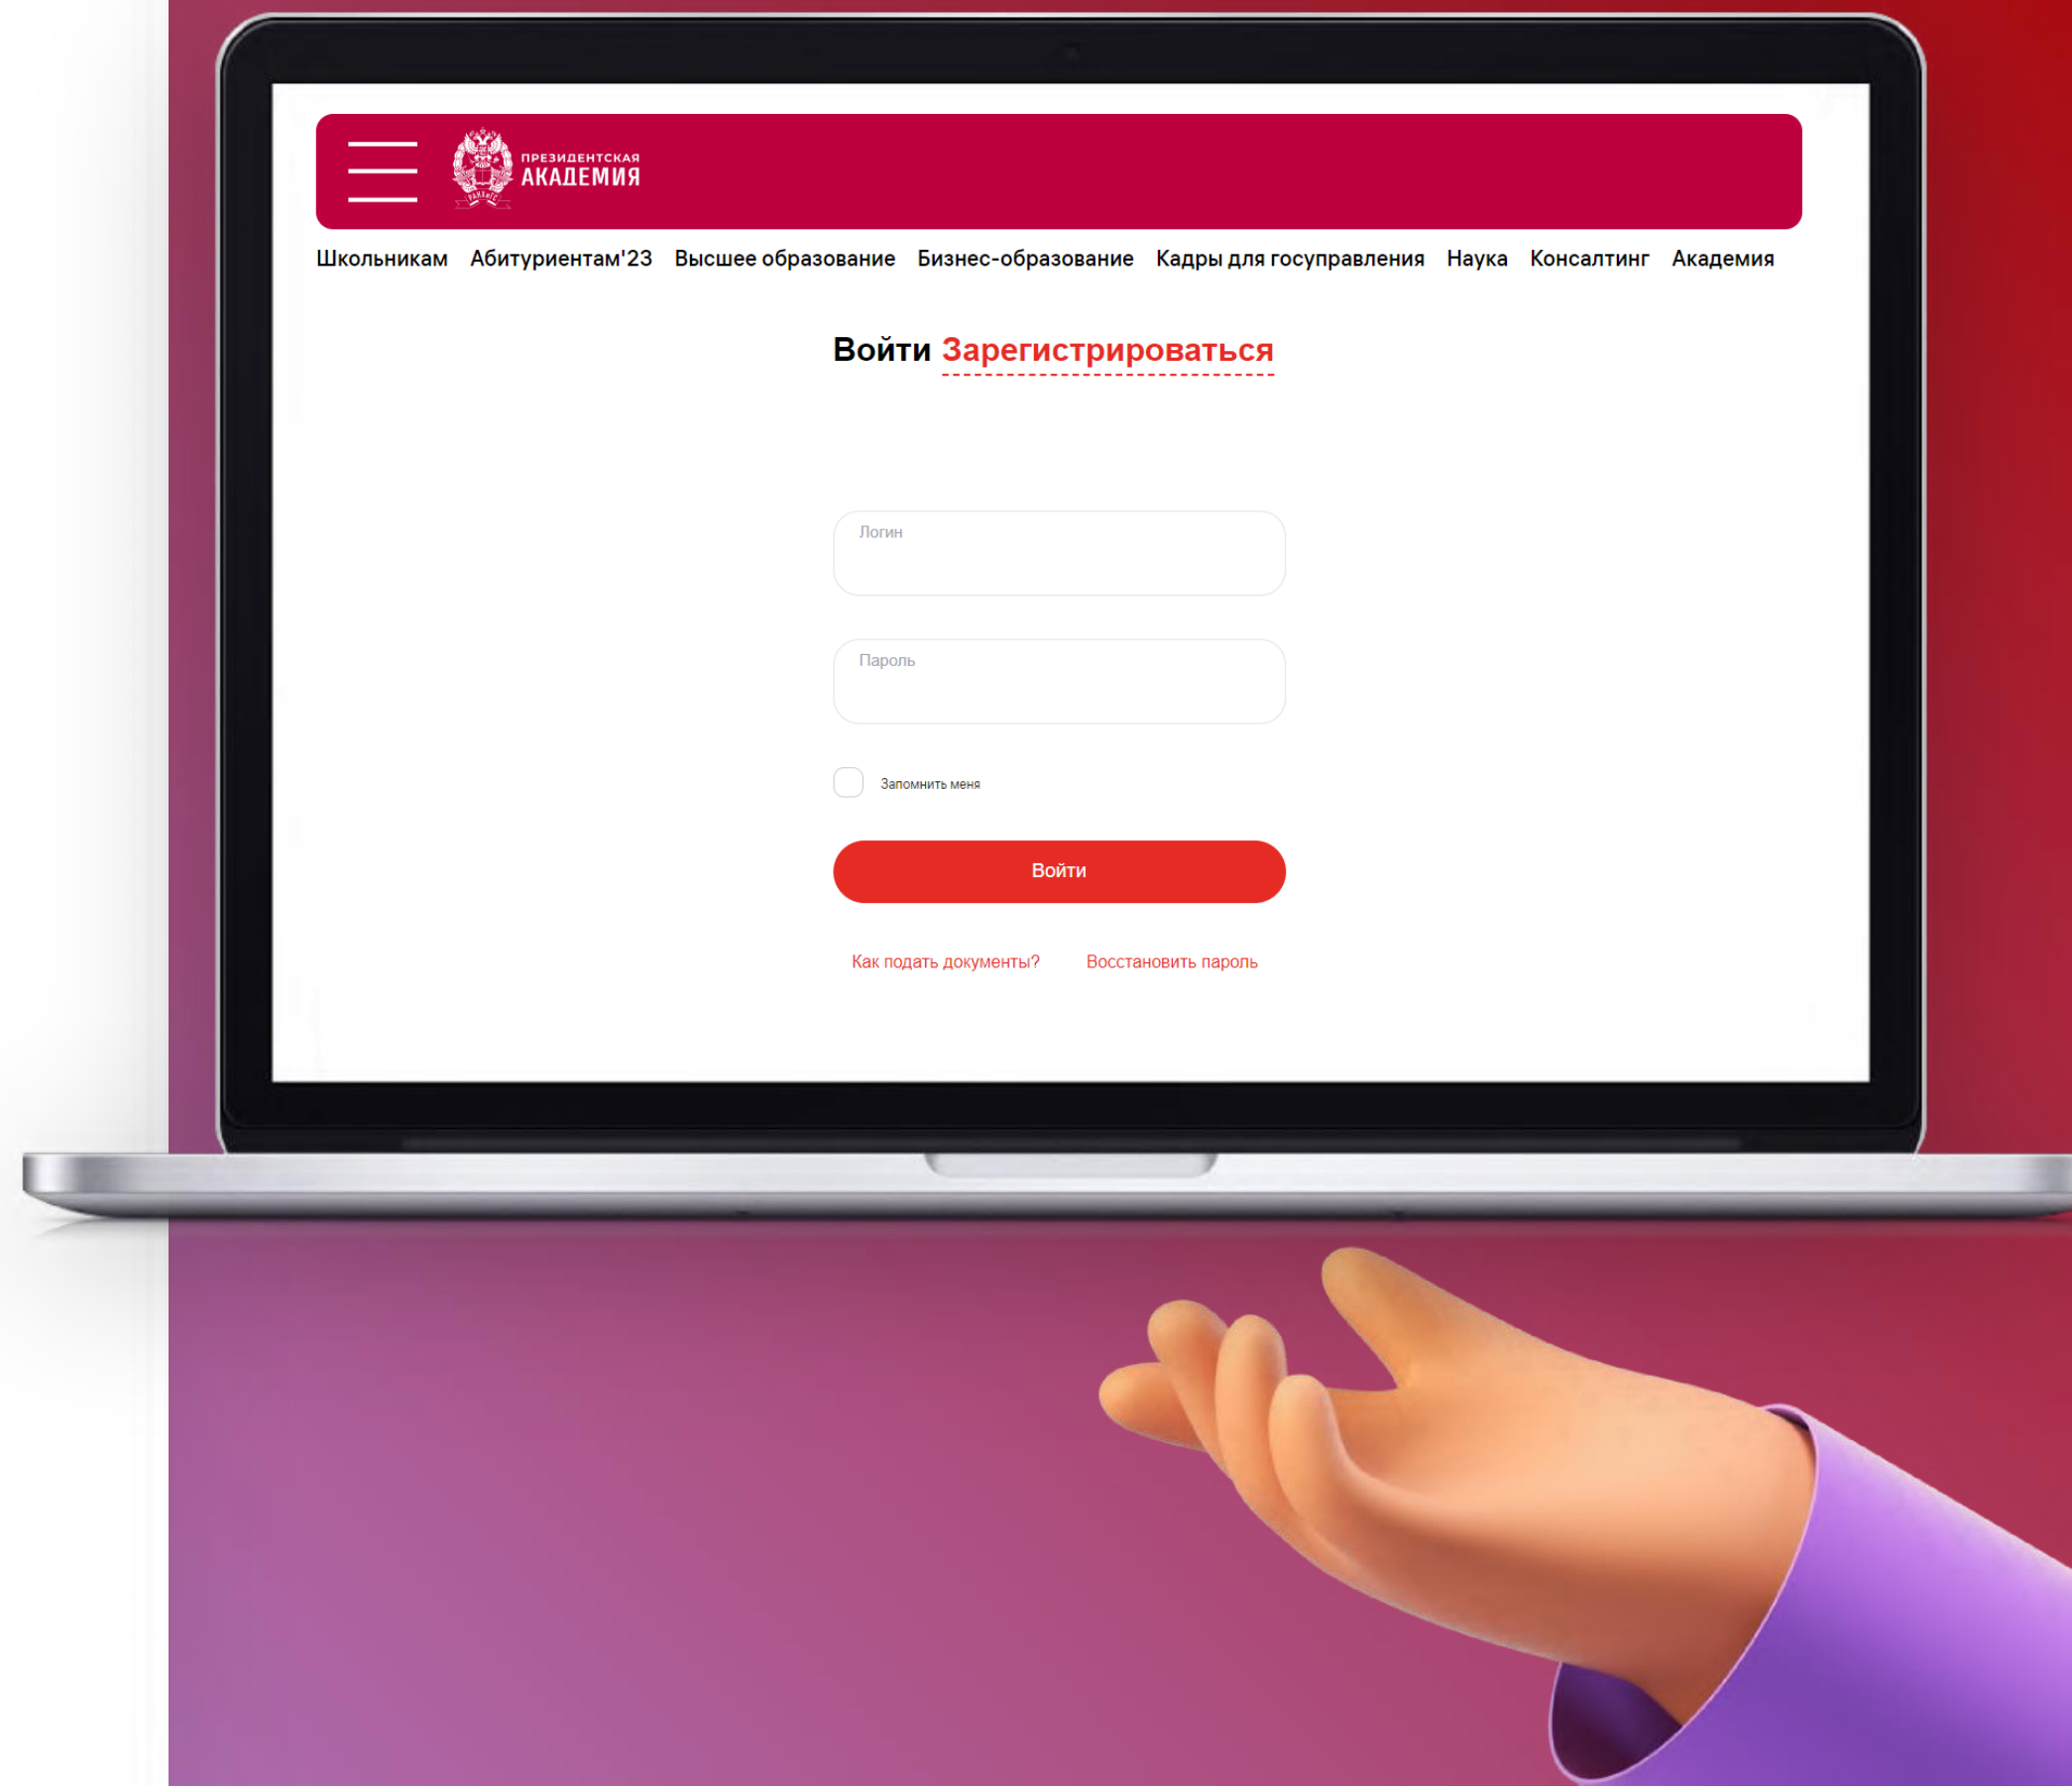 ПРЕЗИДЕНТСКАЯ
АКАДЕМИЯ
РАНХиГС
Школьникам Абитуриентам'23 Высшее образование Бизнес-образование Кадры для госуправления Наука Консалтинг Академия
Войти Зарегистрироваться
Логин
Пароль
Запомнить меня
Войти
Как подать документы? Восстановить пароль